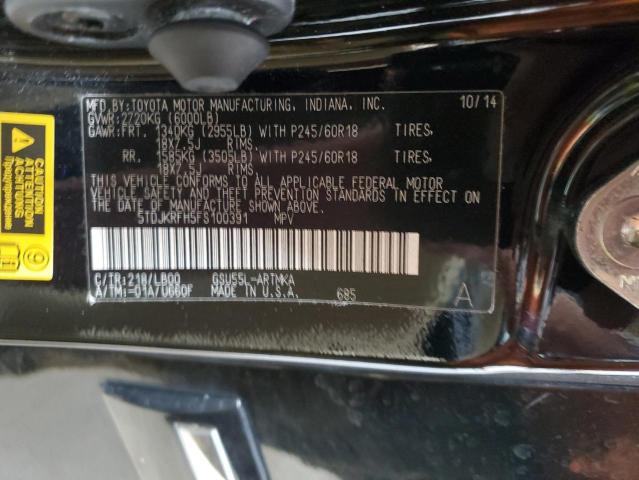 MFD.BY:TOYOTA MOTOR MANUFACTURING, INDIANA, INC. 10/14
GVWR:2720KG (6000LB)
GAWR:FRT. 1340KG (2955LB) WITH P245/60R18 TIRES,
18X7.5J RIMS.
RR. 1585KG (3505LB) WITH P245/60R18 TIRES,
18X7.5J RIMS.
THIS VEHICLE CONFORMS TO ALL APPLICABLE FEDERAL MOTOR
VEHICLE SAFETY AND THEFT PREVENTION STANDARDS IN EFFECT ON
THE DATE OF MANUFACTURE SHOWN ABOVE.
5TDJKRFH5FS100391 MPV
C/TR:218/LB00 GSU55L-ARTMKA
A/TM:-01A/U660F MADE IN U.S.A. 685 A
ATTENTION
ACHTUNG